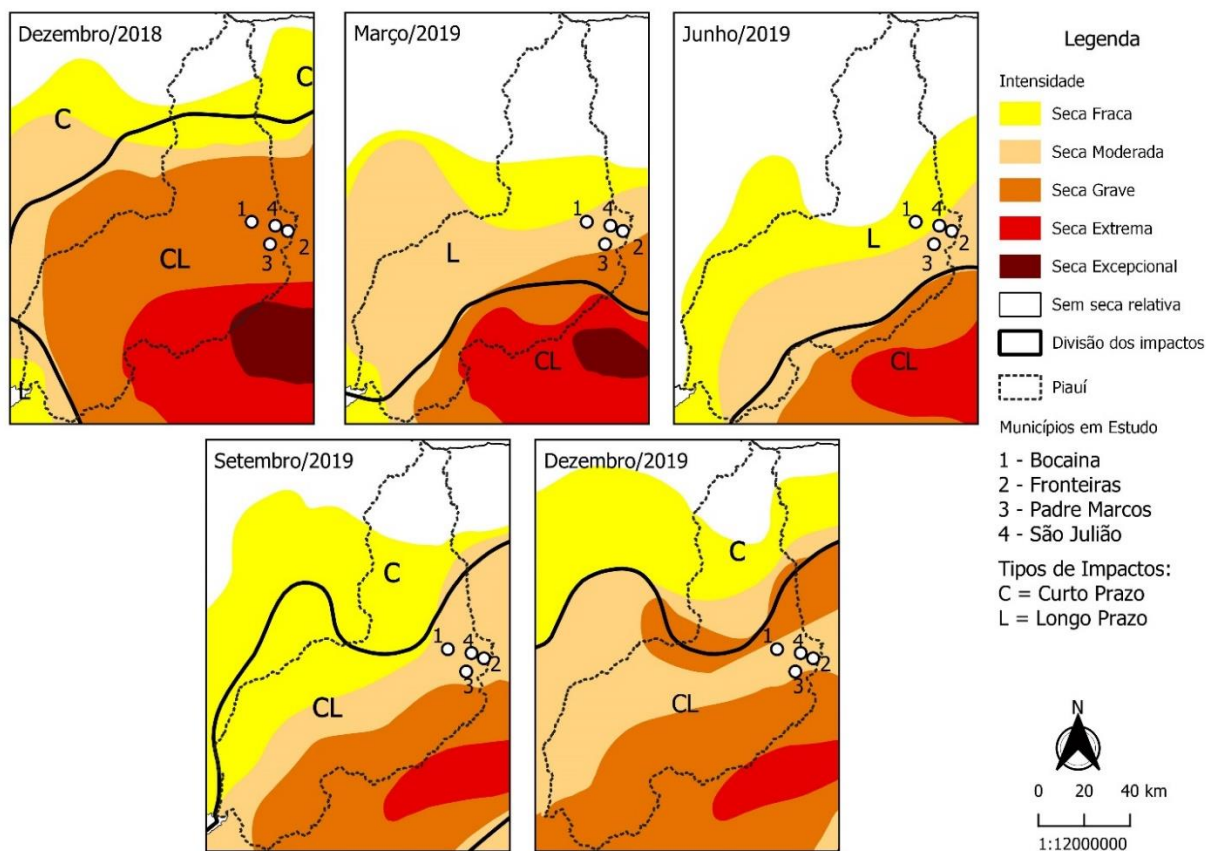 Dezembro/2018
C
C
CL
L
1
4
2
3
Março/2019
1
4
2
3
L
CL
Junho/2019
1
4
2
3
L
CL
Setembro/2019
C
1
4
2
3
CL
Dezembro/2019
C
1
4
2
3
CL
Legenda
Intensidade
Seca Fraca
Seca Moderada
Seca Grave
Seca Extrema
Seca Excepcional
Sem seca relativa
Divisão dos impactos
Piauí
Municípios em Estudo
1 - Bocaina
2 - Fronteiras
3 - Padre Marcos
4 - São Julião
Tipos de Impactos:
C = Curto Prazo
L = Longo Prazo
N
0 20 40 km
1:12000000